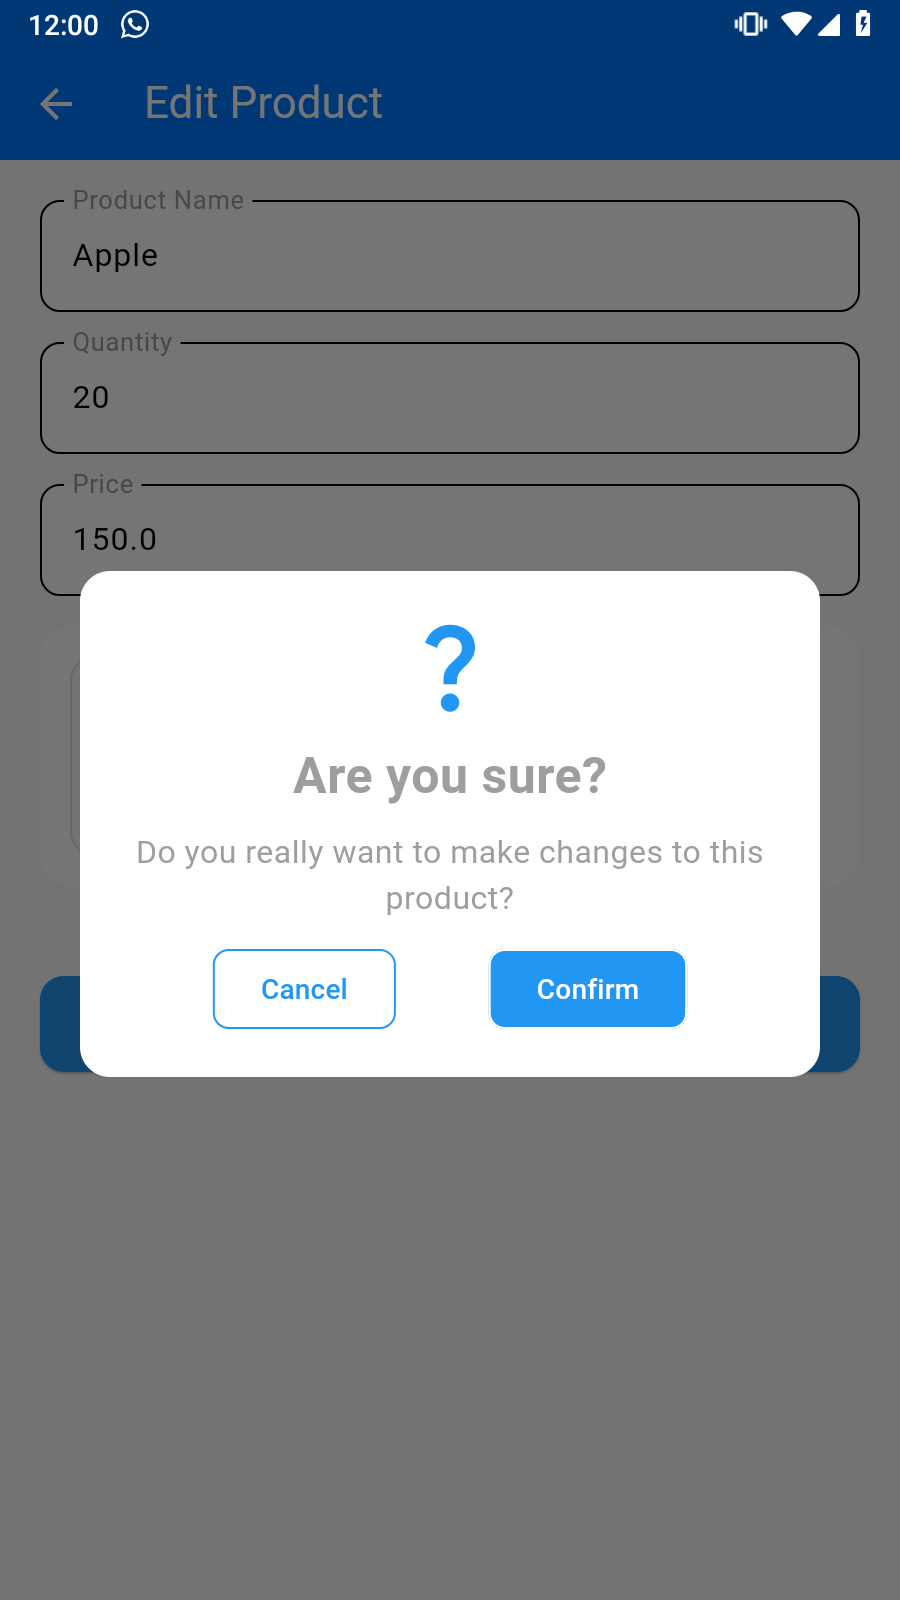 12:00
Edit Product
Product Name
Apple
Quantity
20
Price
150.0
?
Are you sure?
Do you really want to make changes to this
product?
Cancel Confirm